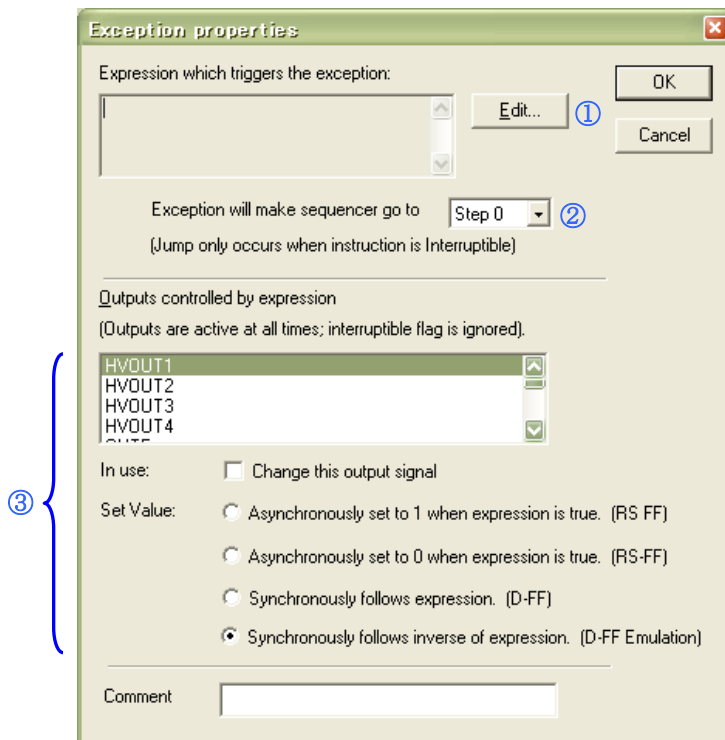 Exception properties
Expression which triggers the exception:
OK
Edit... ①
Cancel
Exception will make sequencer go to Step 0 ②
(Jump only occurs when instruction is Interruptible)
Outputs controlled by expression
(Outputs are active at all times; interruptible flag is ignored).
HVOUT1
HVOUT2
HVOUT3
HVOUT4
③
In use: Change this output signal
Set Value: Asynchronously set to 1 when expression is true. (RS FF)
Asynchronously set to 0 when expression is true. (RS-FF)
Synchronously follows expression. (D-FF)
Synchronously follows inverse of expression. (D-FF Emulation)
Comment